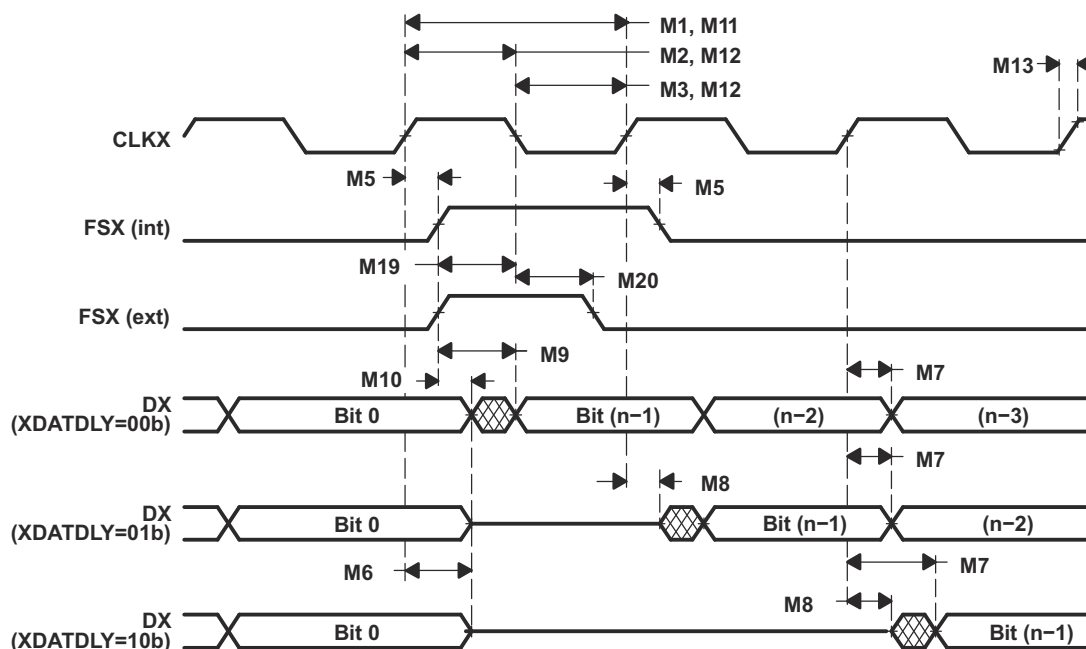 M1, M11
M2, M12
M13
M3, M12
CLKX
M5
M5
FSX (int)
M19
M20
FSX (ext)
M9
M7
M10
DX
(XDATDLY=00b)
Bit 0
Bit (n−1)
(n−2)
(n−3)
M7
M8
DX
(XDATDLY=01b)
Bit 0
Bit (n−1)
(n−2)
M6
M7
M8
DX
(XDATDLY=10b)
Bit 0
Bit (n−1)